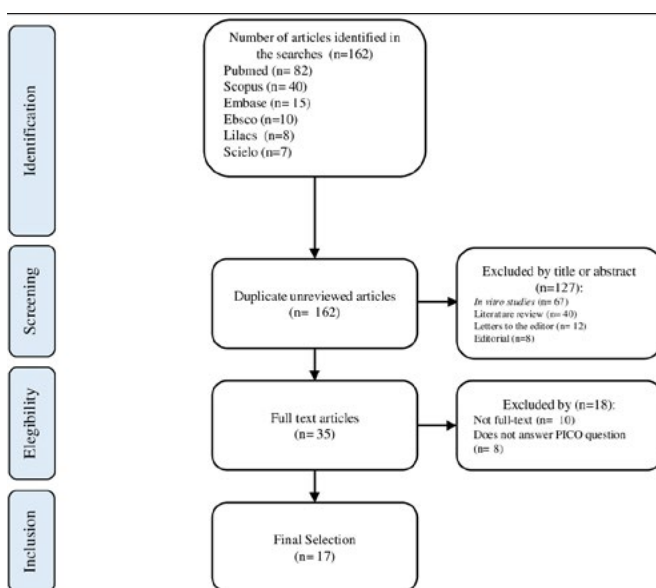 Identification
Number of articles identified in
the searches (n=162)
Pubmed (n= 82)
Scopus (n= 40)
Embase (n= 15)
Ebsco (n=10)
Lilacs (n=8)
Scielo (n=7)
Screening
Duplicate unreviewed articles
(n= 162)
Excluded by title or abstract
(n=127):
In vitro studies (n= 67)
Literature review (n= 40)
Letters to the editor (n= 12)
Editorial (n=8)
Elegibility
Full text articles
(n= 35)
Excluded by (n=18):
Not full-text (n= 10)
Does not answer PICO question
(n= 8)
Inclusion
Final Selection
(n= 17)